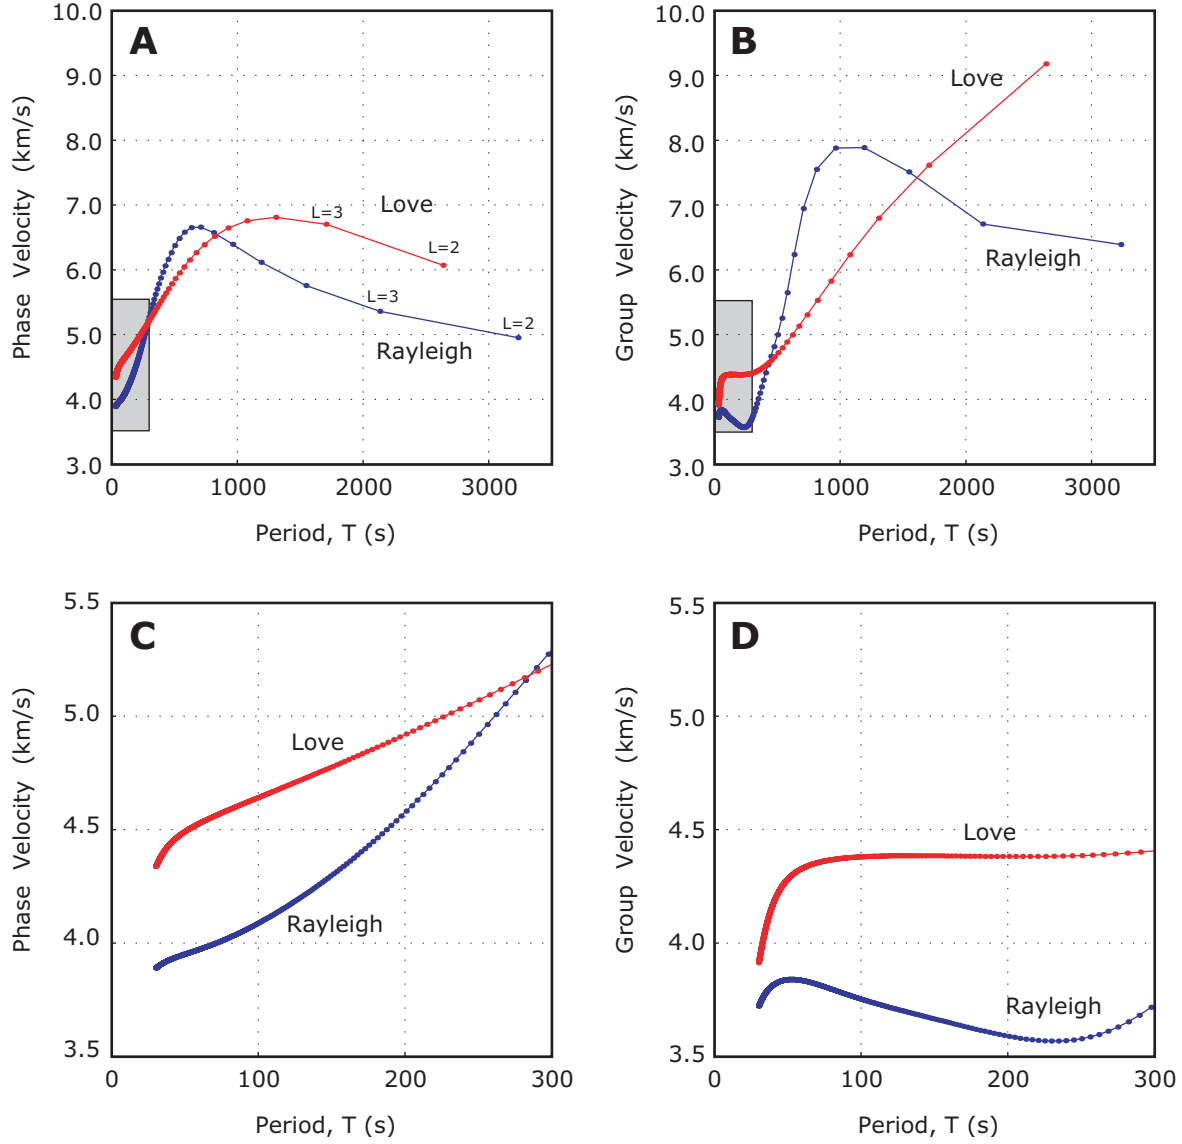 A
Phase Velocity (km/s)
10.0
9.0
8.0
7.0
6.0
5.0
4.0
3.0
Love
L=3
L=2
L=3
L=2
Rayleigh
0 1000 2000 3000
Period, T (s)
B
Group Velocity (km/s)
10.0
9.0
8.0
7.0
6.0
5.0
4.0
3.0
Love
Rayleigh
0 1000 2000 3000
Period, T (s)
C
Phase Velocity (km/s)
5.5
5.0
4.5
4.0
3.5
Love
Rayleigh
0 100 200 300
Period, T (s)
D
Group Velocity (km/s)
5.5
5.0
4.5
4.0
3.5
Love
Rayleigh
0 100 200 300
Period, T (s)